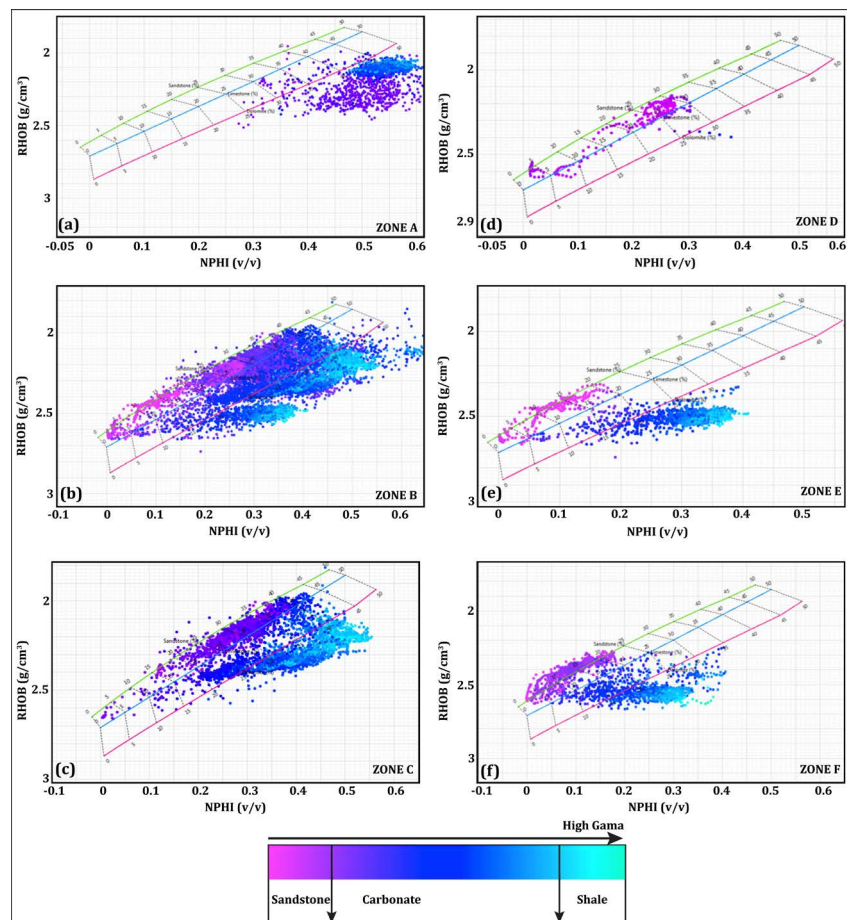 RHOB (g/cm³)
2
2.5
3
Sandstone (%)
Limestone (%)
Dolomite (%)
(a)
ZONE A
-0.05 0 0.1 0.2 0.3 0.4 0.5 0.6
NPHI (v/v)
RHOB (g/cm³)
2
2.5
2.9
Sandstone (%)
Limestone (%)
Dolomite (%)
(d)
ZONE D
-0.05 0 0.1 0.2 0.3 0.4 0.5 0.6
NPHI (v/v)
RHOB (g/cm³)
2
2.5
3
(b)
ZONE B
-0.1 0 0.1 0.2 0.3 0.4 0.5 0.6
NPHI (v/v)
RHOB (g/cm³)
2
2.5
3
Sandstone (%)
Limestone (%)
(e)
ZONE E
-0.1 0 0.1 0.2 0.3 0.4 0.5
NPHI (v/v)
RHOB (g/cm³)
2
2.5
3
Sandstone (%)
(c)
ZONE C
-0.1 0 0.1 0.2 0.3 0.4 0.5 0.6
NPHI (v/v)
RHOB (g/cm³)
2
2.5
3
(f)
ZONE F
-0.1 0 0.1 0.2 0.3 0.4 0.5 0.6
NPHI (v/v)
High Gama
Sandstone Carbonate Shale